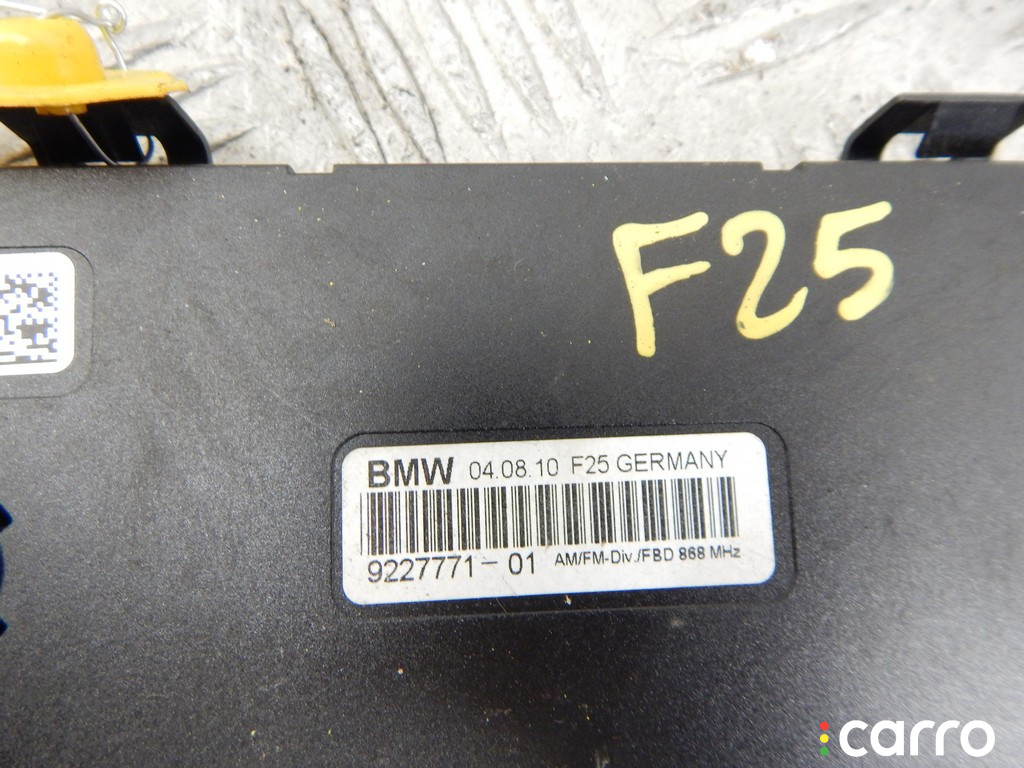 F25
BMW 04.08.10 F25 GERMANY
9227771-01 AM/FM-Div./FBD 868 MHz
carro